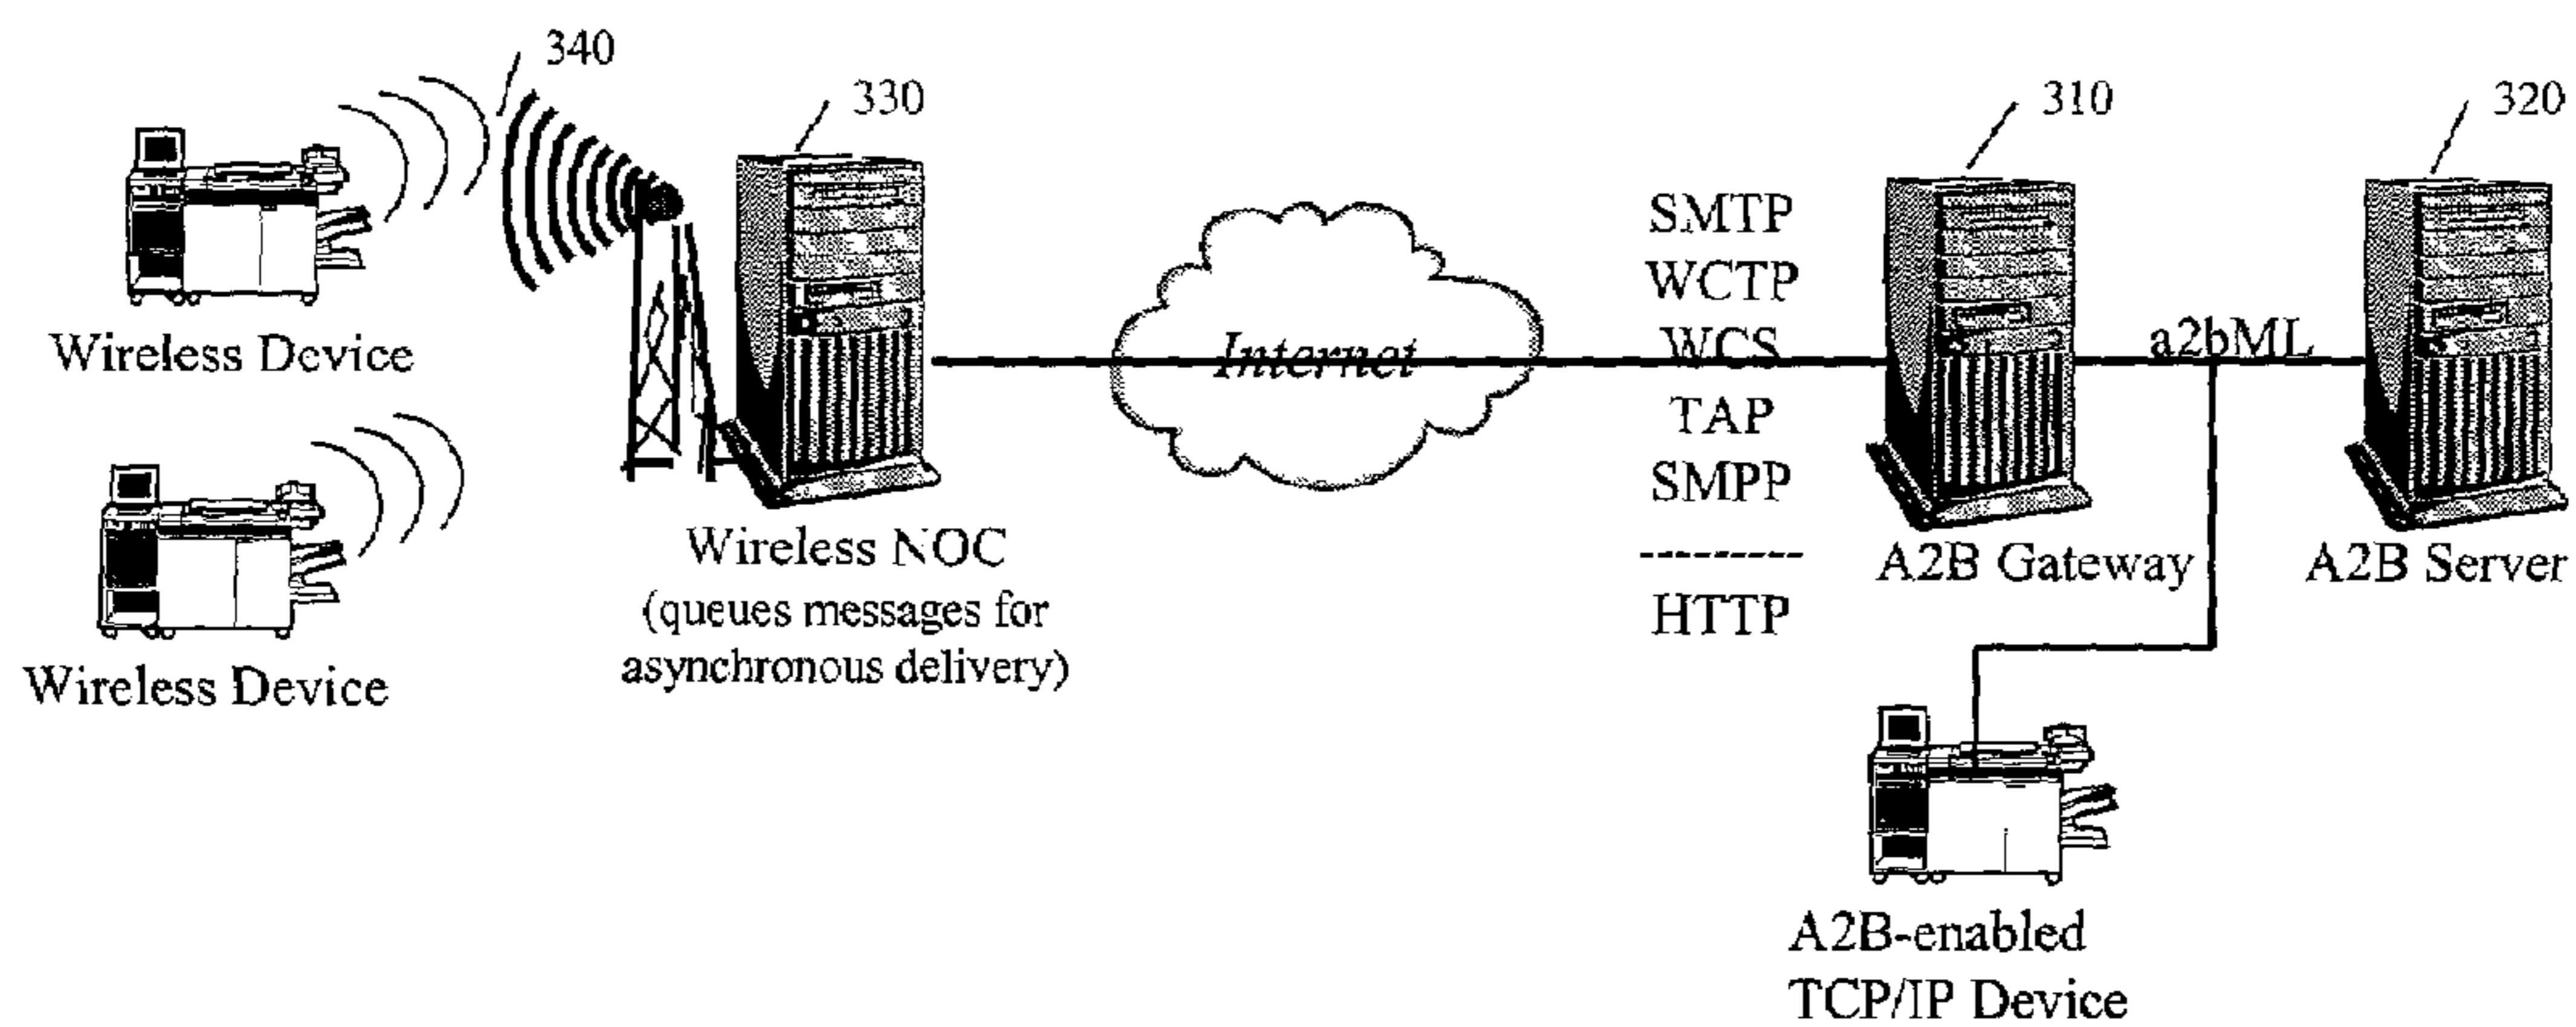 340
330
310
320
SMTP
WCTP
WCS
TAP
SMPP
---------
HTTP
Internet
a2bML
Wireless Device
Wireless Device
Wireless NOC
(queues messages for
asynchronous delivery)
A2B Gateway
A2B Server
A2B-enabled
TCP/IP Device